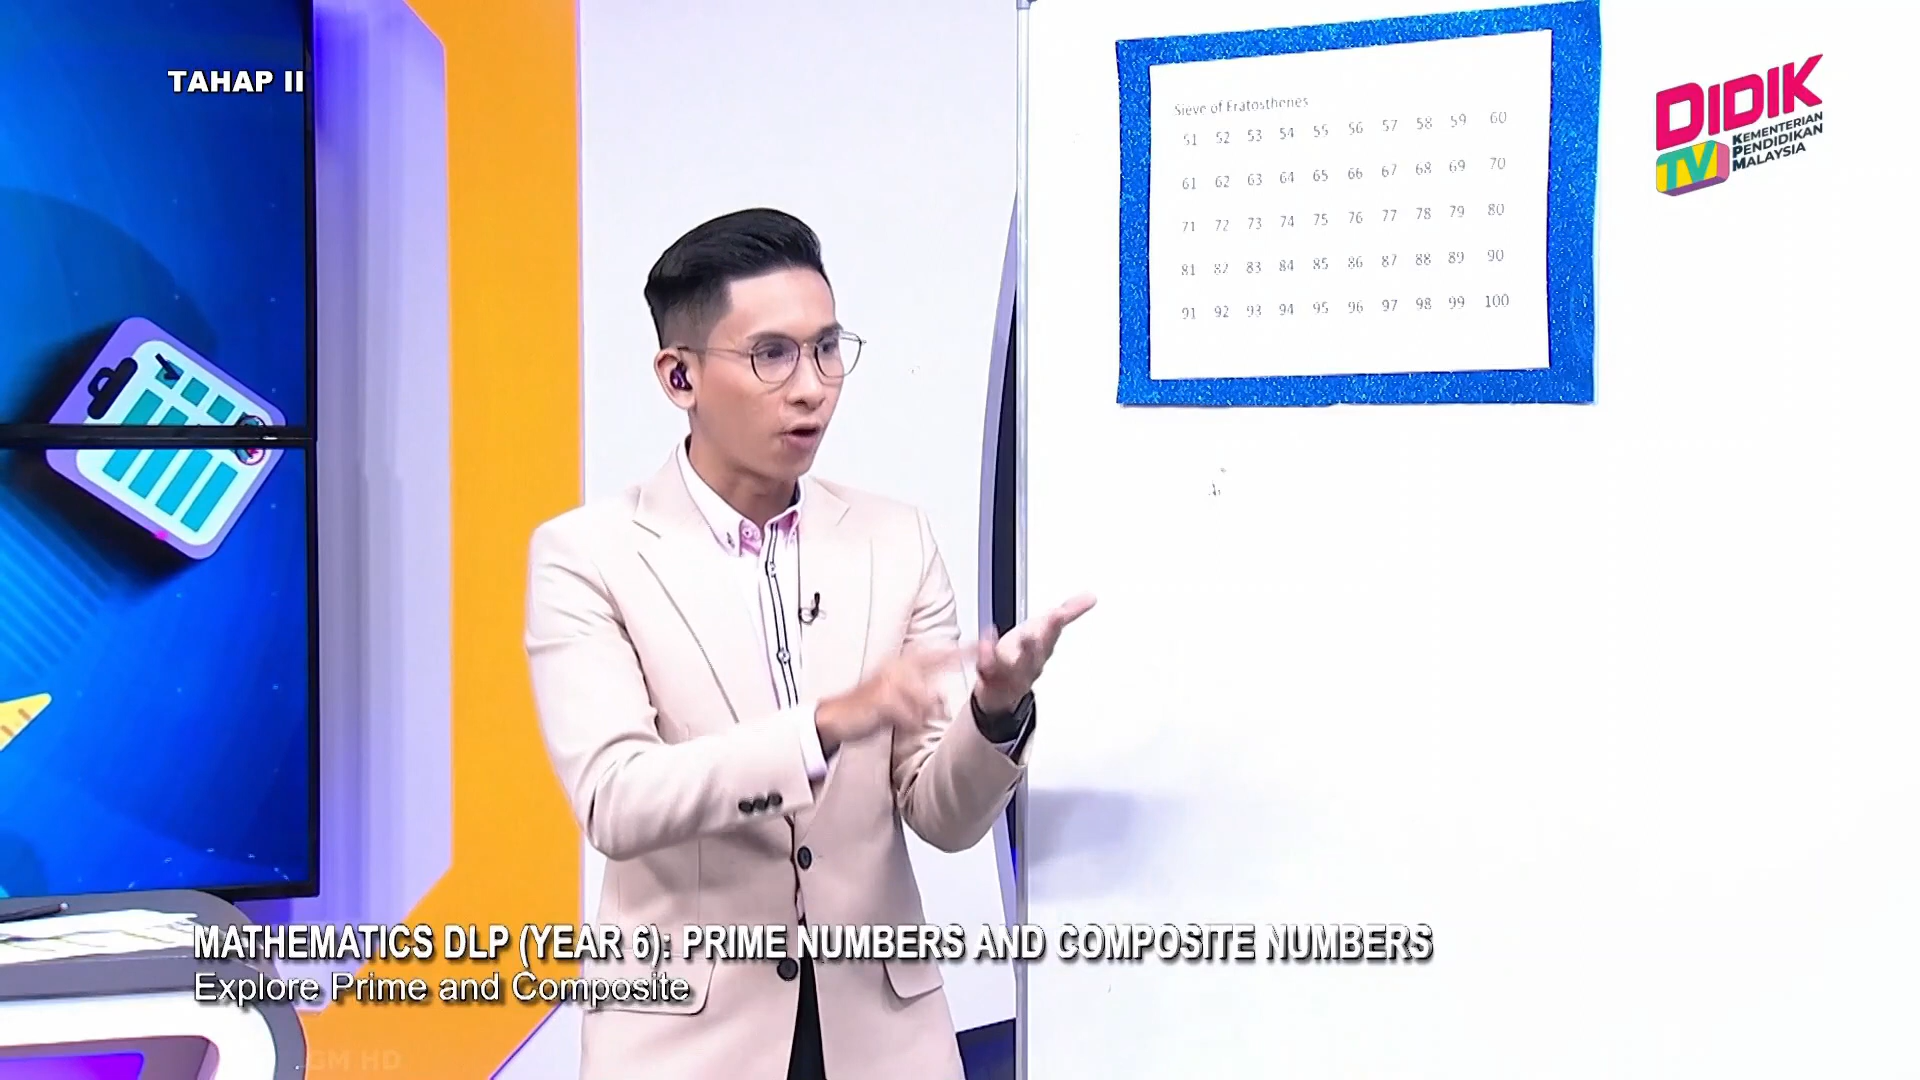 TAHAP II
DIDIK
TV
KEMENTERIAN
PENDIDIKAN
MALAYSIA
Sieve of Eratosthenes
51 52 53 54 55 56 57 58 59 60
61 62 63 64 65 66 67 68 69 70
71 72 73 74 75 76 77 78 79 80
81 82 83 84 85 86 87 88 89 90
91 92 93 94 95 96 97 98 99 100
MATHEMATICS DLP (YEAR 6): PRIME NUMBERS AND COMPOSITE NUMBERS
Explore Prime and Composite
GM HD